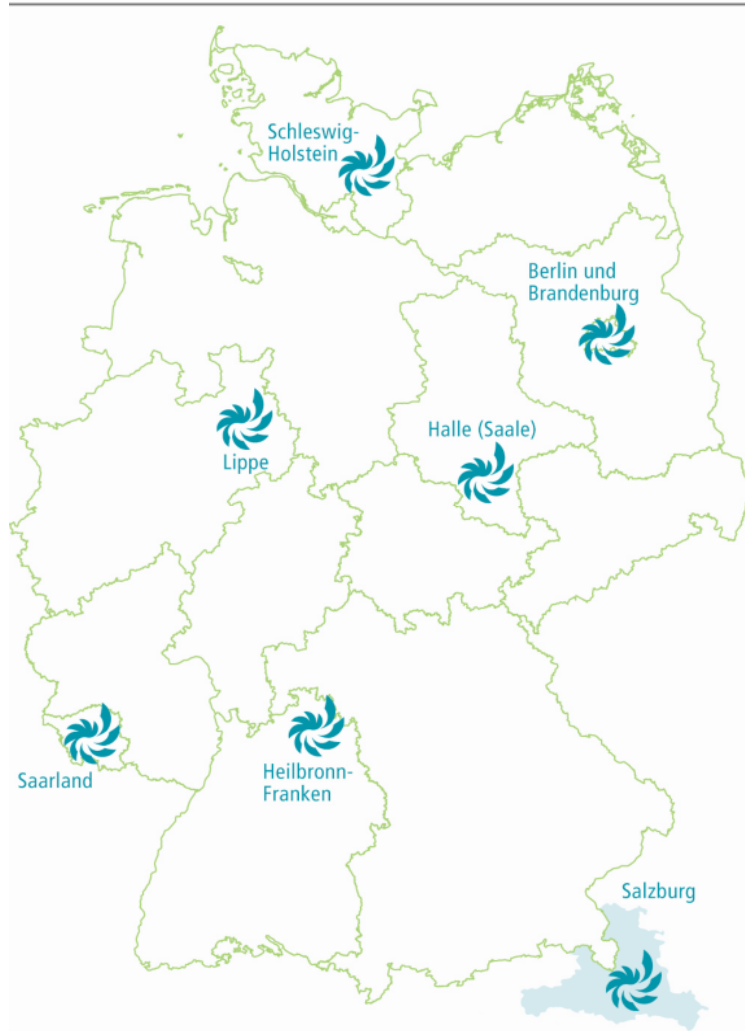 Schleswig-
Holstein
Berlin und
Brandenburg
Halle (Saale)
Lippe
Saarland
Heilbronn-
Franken
Salzburg